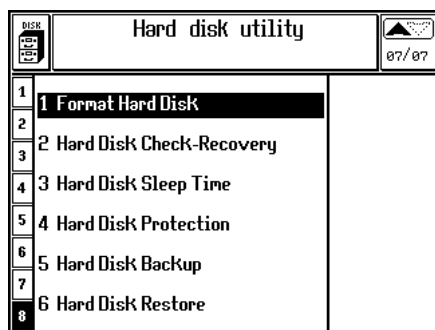 DISK
Hard disk utility
07/07
1
2
3
4
5
6
7
8
1 Format Hard Disk
2 Hard Disk Check-Recovery
3 Hard Disk Sleep Time
4 Hard Disk Protection
5 Hard Disk Backup
6 Hard Disk Restore